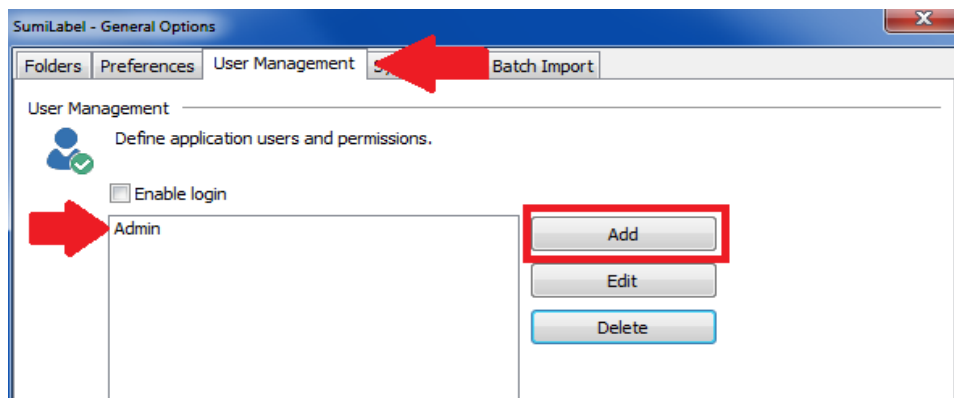 SumiLabel - General Options
Folders Preferences User Management Batch Import
User Management
Define application users and permissions.
Enable login
Admin
Add
Edit
Delete